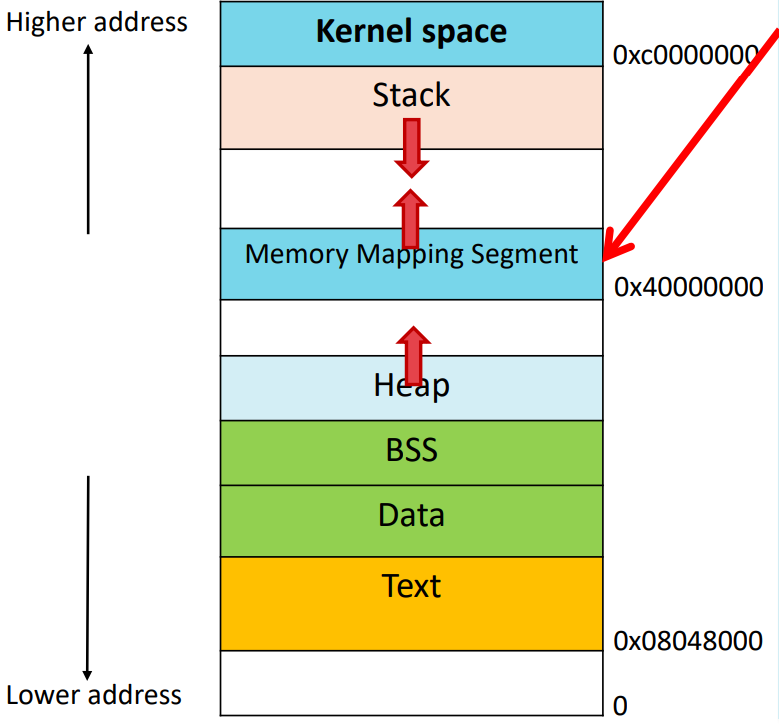 Higher address
Kernel space
0xc0000000
Stack
Memory Mapping Segment
0x40000000
Heap
BSS
Data
Text
0x08048000
Lower address
0